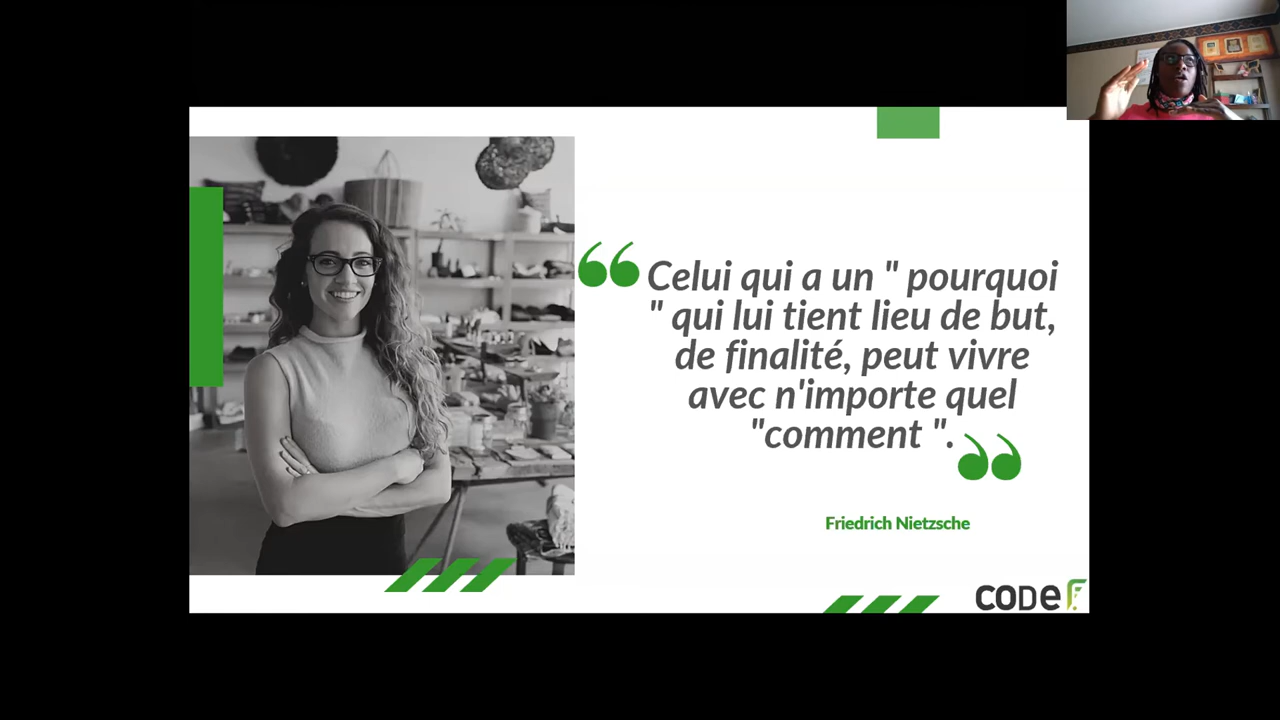 Celui qui a un " pourquoi
" qui lui tient lieu de but,
de finalité, peut vivre
avec n'importe quel
"comment ".
Friedrich Nietzsche
CODEF